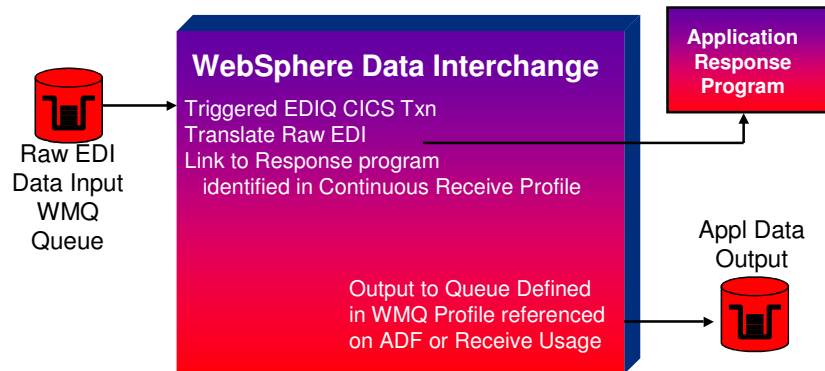 WebSphere Data Interchange
Triggered EDIQ CICS Txn
Translate Raw EDI
Link to Response program
identified in Continuous Receive Profile
Output to Queue Defined
in WMQ Profile referenced
on ADF or Receive Usage
Raw EDI
Data Input
WMQ
Queue
Application
Response
Program
Appl Data
Output